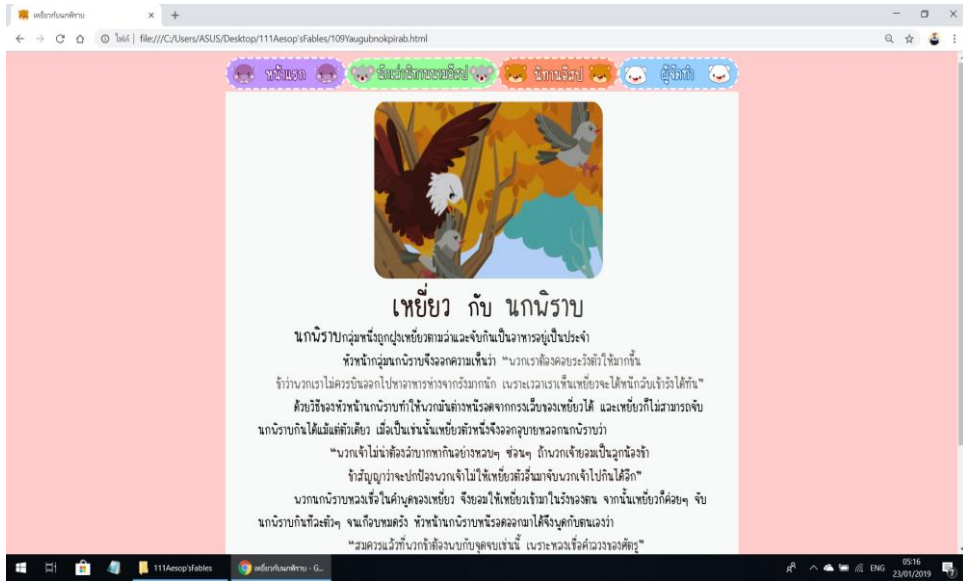 เหยี่ยวกับนกพิราบ
ไฟล์ | file:///C:/Users/ASUS/Desktop/111Aesop'sFables/109Yaugubnokpirab.html
หน้าแรก นักเล่านิทานนามอีสป นิทานอีสป ผู้จัดทำ
เหยี่ยว กับ นกพิราบ
นกพิราบกลุ่มหนึ่งถูกฝูงเหยี่ยวตามล่าและจับกินเป็นอาหารอยู่เป็นประจำ
หัวหน้ากลุ่มนกพิราบจึงออกความเห็นว่า “พวกเราต้องคอยระวังตัวให้มากขึ้น
ข้าว่าพวกเราไม่ควรบินออกไปหาอาหารห่างจากรังมากนัก เพราะเวลาเราเห็นเหยี่ยวจะได้หนีกลับเข้ารังได้ทัน”
ด้วยวิธีของหัวหน้านกพิราบทำให้พวกมันต่างหนีรอดจากกรงเล็บของเหยี่ยวได้ และเหยี่ยวก็ไม่สามารถจับ
นกพิราบกินได้แม้แต่ตัวเดียว เมื่อเป็นเช่นนั้นเหยี่ยวตัวหนึ่งจึงออกอุบายหลอกนกพิราบว่า
“พวกเจ้าไม่น่าต้องลำบากหากินอย่างหลบๆ ซ่อนๆ ถ้าพวกเจ้ายอมเป็นลูกน้องข้า
ข้าสัญญาว่าจะปกป้องพวกเจ้าไม่ให้เหยี่ยวตัวอื่นมาจับพวกเจ้าไปกินได้อีก”
พวกนกพิราบหลงเชื่อในคำพูดของเหยี่ยว จึงยอมให้เหยี่ยวเข้ามาในรังของตน จากนั้นเหยี่ยวก็ค่อยๆ จับ
นกพิราบกินทีละตัวๆ จนเกือบหมดรัง หัวหน้านกพิราบหนีรอดออกมาได้จึงพูดกับตนเองว่า
“สมควรแล้วที่พวกข้าต้องพบกับจุดจบเช่นนี้ เพราะหลงเชื่อคำลวงของศัตรู”
111Aesop'sFables เหยี่ยวกับนกพิราบ - G... ENG 05:16
23/01/2019